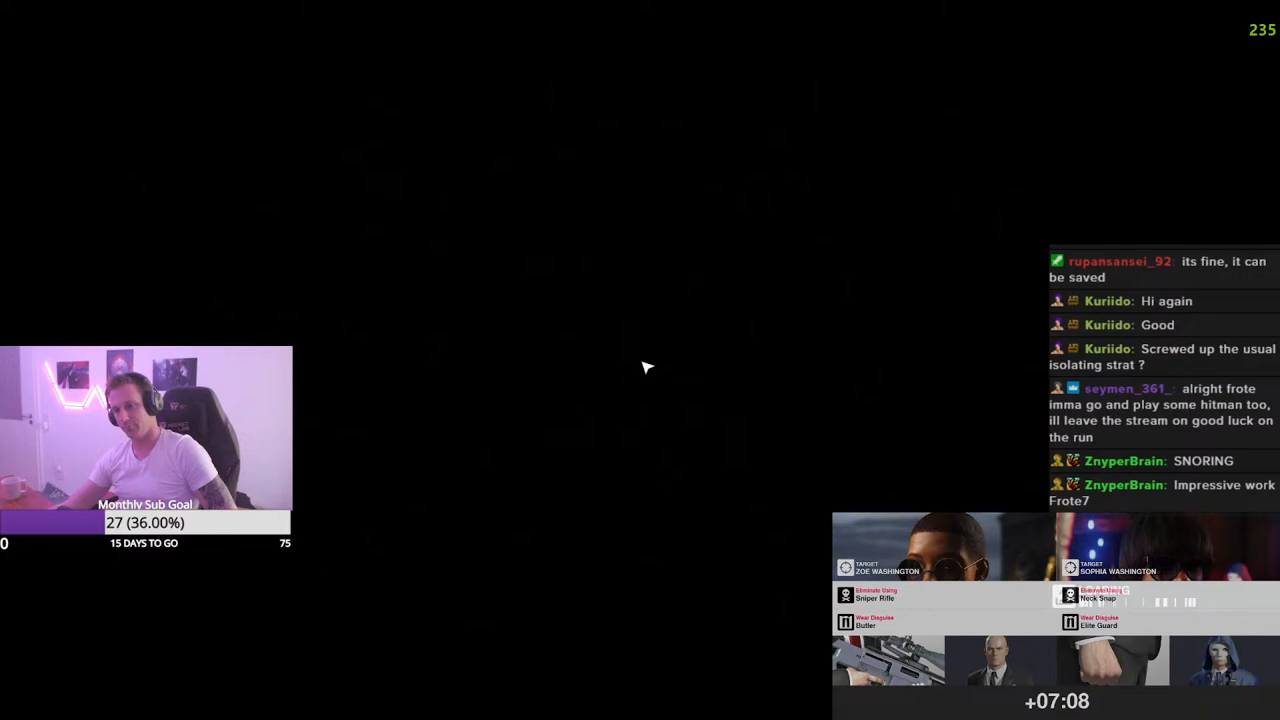 235
rupansansei_92: its fine, it can
be saved
Kuriido: Hi again
Kuriido: Good
Kuriido: Screwed up the usual
isolating strat ?
seymen_361_: alright frote
imma go and play some hitman too,
ill leave the stream on good luck on
the run
ZnyperBrain: SNORING
ZnyperBrain: Impressive work
Frote7
Monthly Sub Goal
27 (36.00%)
0
15 DAYS TO GO
75
TARGET
ZOE WASHINGTON
Eliminate Using
Sniper Rifle
Wear Disguise
Butler
TARGET
SOPHIA WASHINGTON
LOADING
Eliminate Using
Neck Snap
Wear Disguise
Elite Guard
+07:08